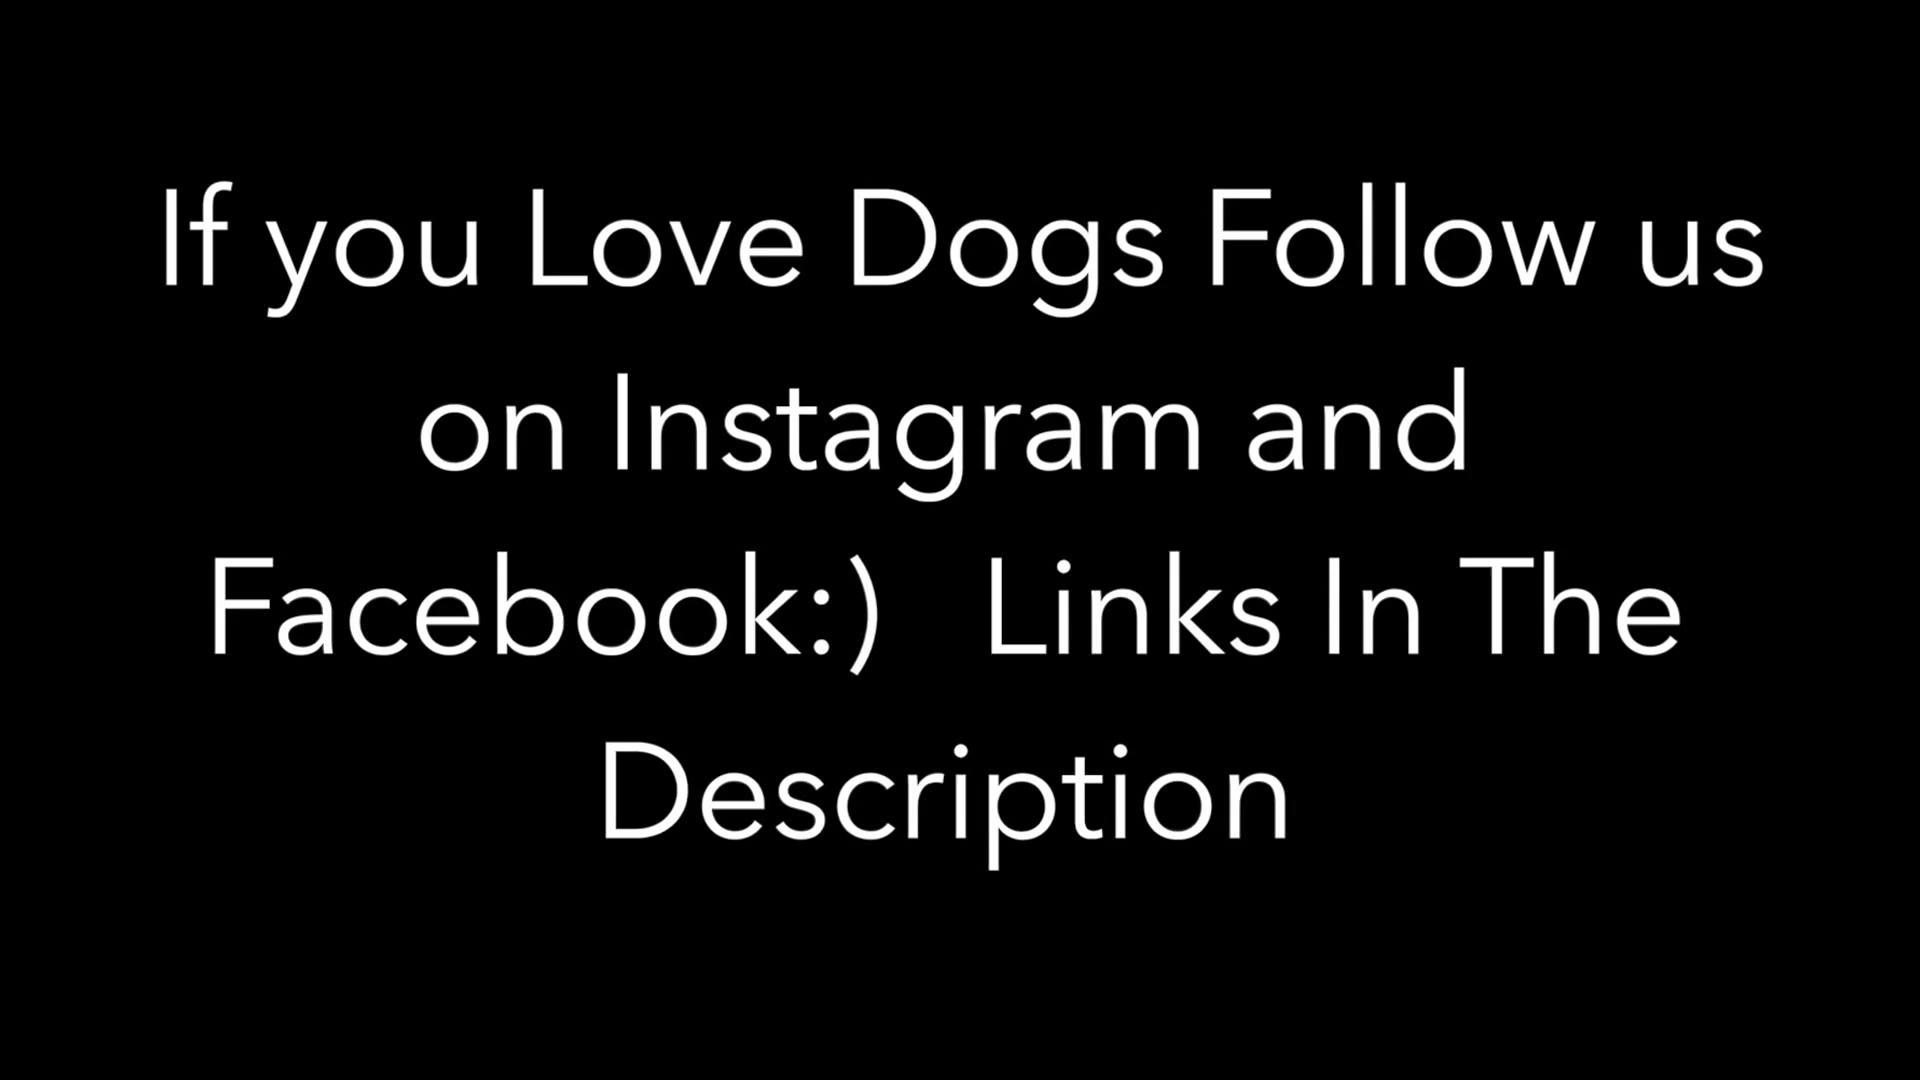 If you Love Dogs Follow us
on Instagram and
Facebook:)   Links In The
Description